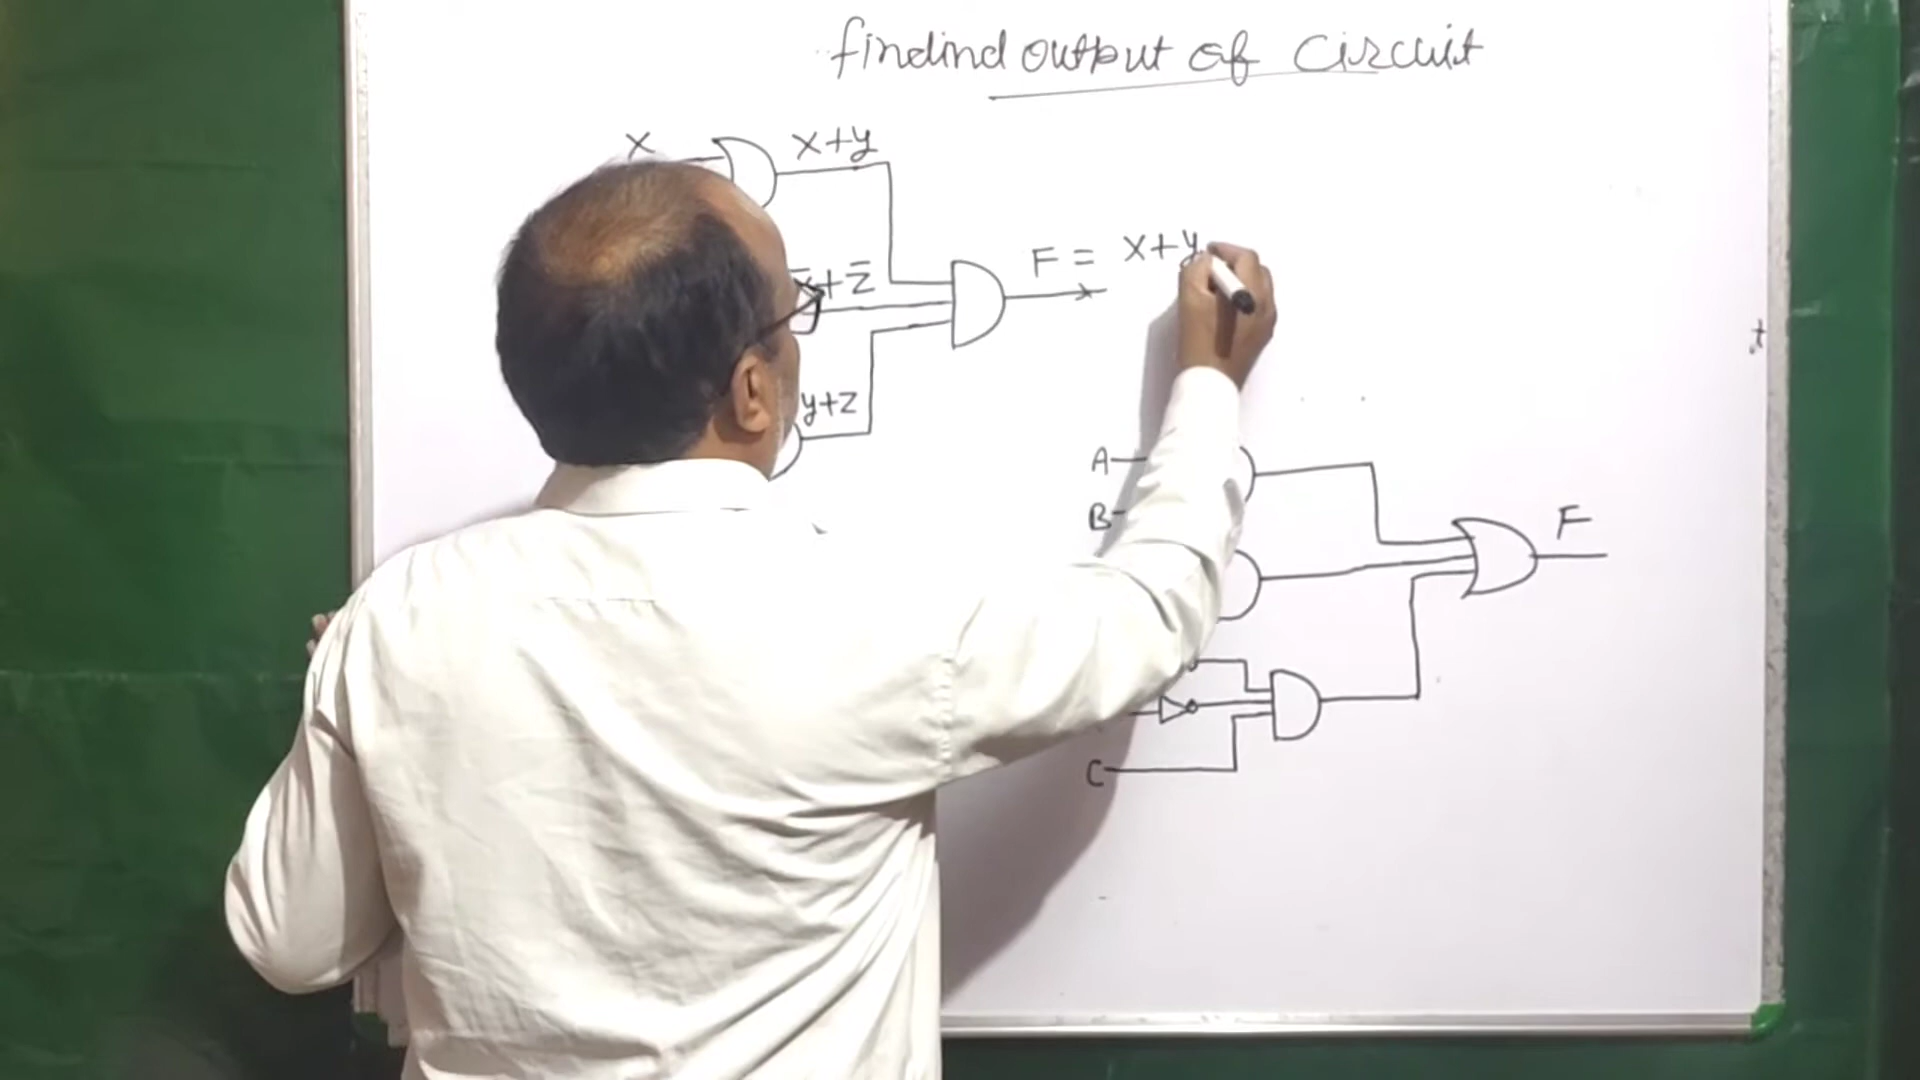 findind output of Circuit
X
X+y
F = X+y
x̄+z̄
y+z
A
B
F
C